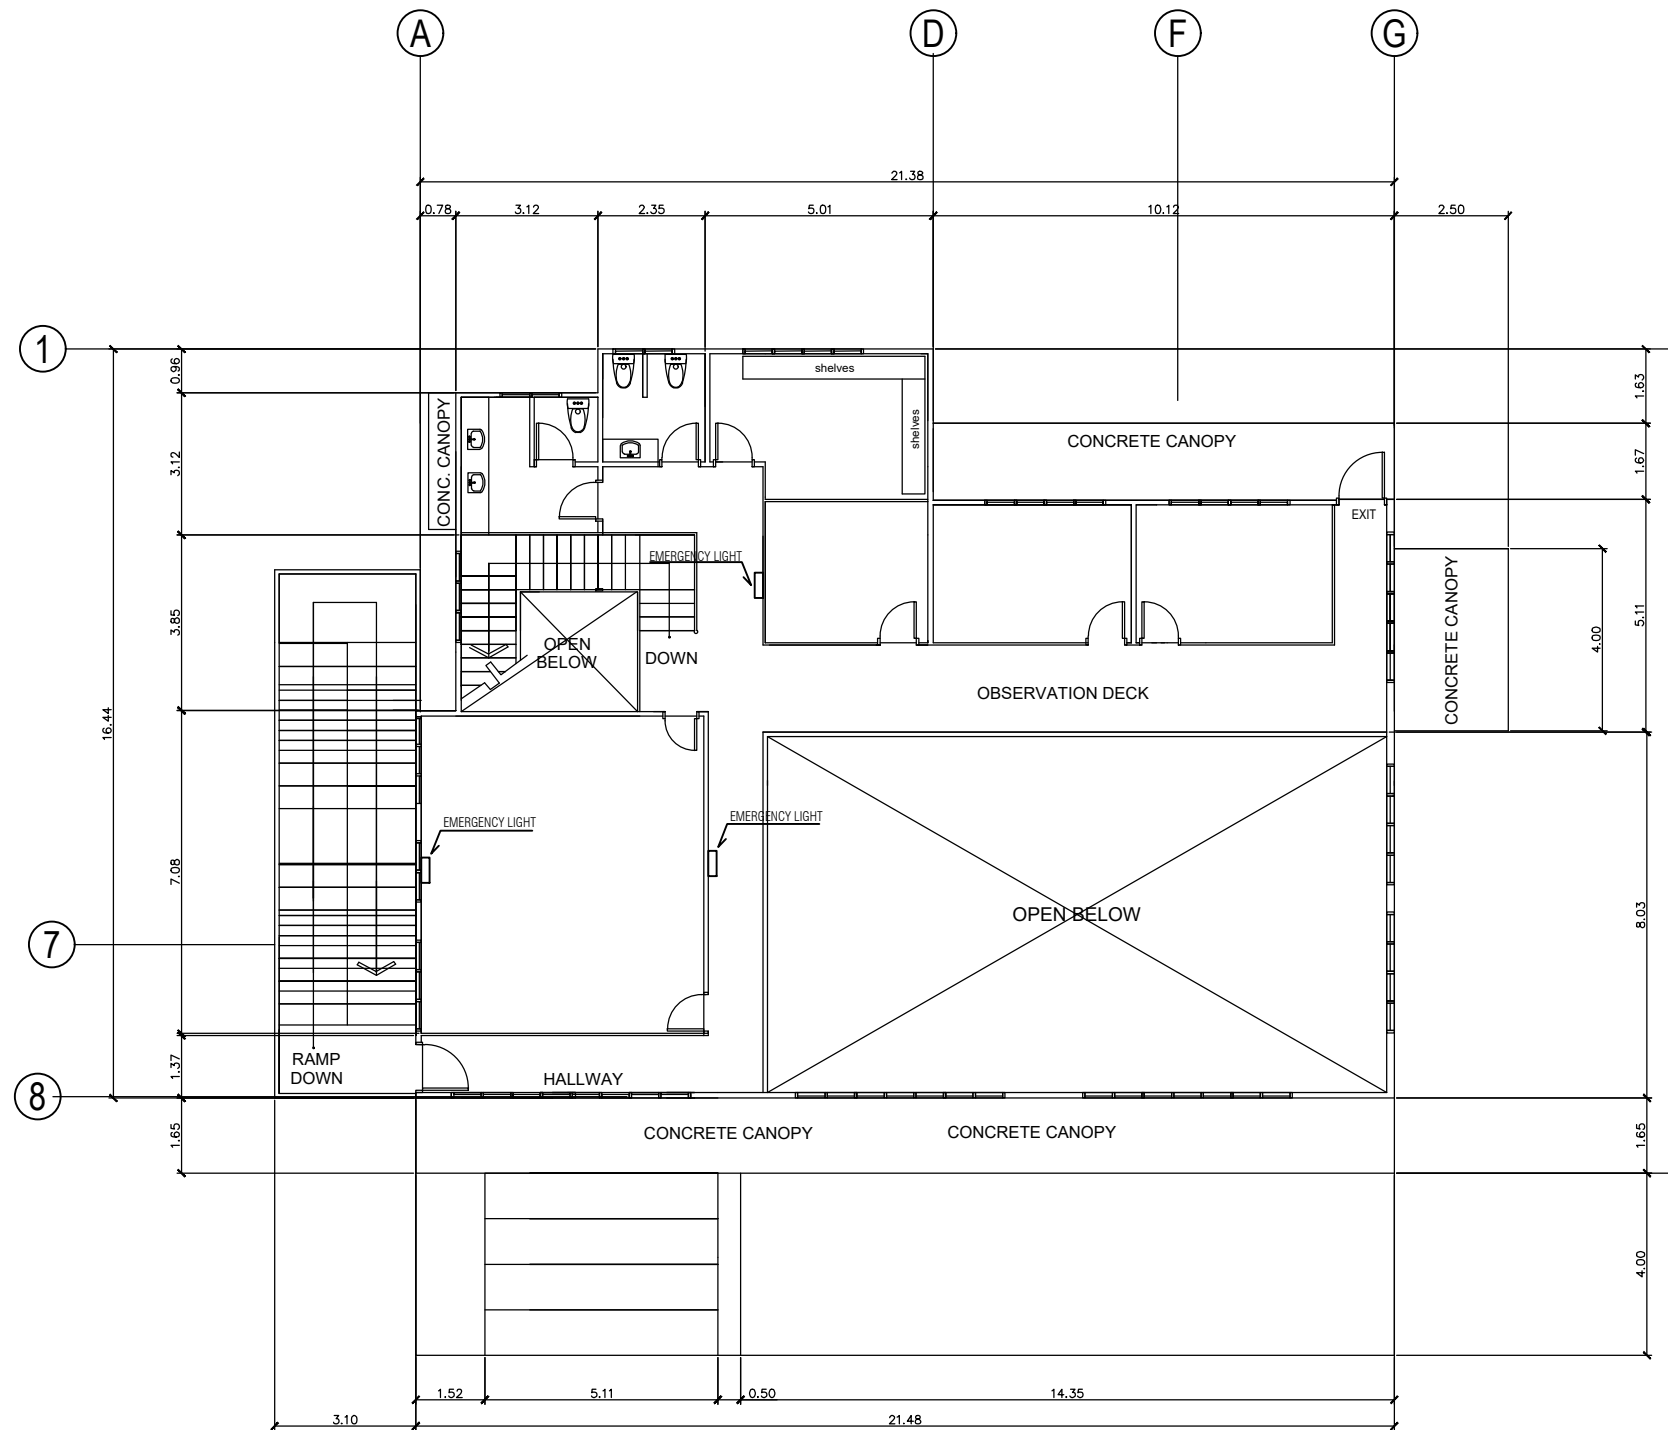 A
D
F
G
21.38
0.78
3.12
2.35
5.01
10.12
2.50
1
0.96
3.12
3.85
16.44
7.08
1.37
1.65
7
8
shelves
shelves
CONC. CANOPY
CONCRETE CANOPY
EXIT
1.63
1.67
5.11
4.00
8.03
1.65
4.00
EMERGENCY LIGHT
OPEN
BELOW
DOWN
OBSERVATION DECK
CONCRETE CANOPY
EMERGENCY LIGHT
EMERGENCY LIGHT
OPEN BELOW
RAMP
DOWN
HALLWAY
CONCRETE CANOPY
CONCRETE CANOPY
1.52
5.11
0.50
14.35
3.10
21.48